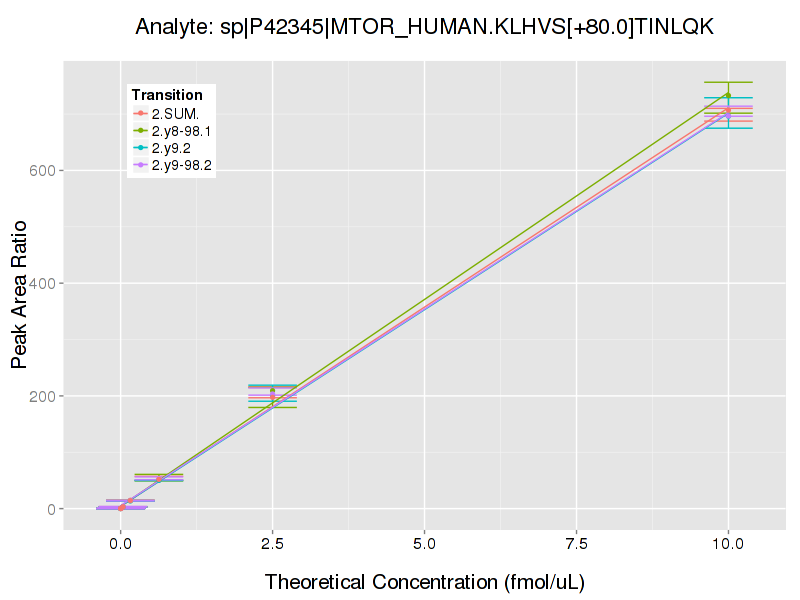 Analyte: sp|P42345|MTOR_HUMAN.KLHVS[+80.0]TINLQK
Transition
2.SUM.
2.y8-98.1
2.y9.2
2.y9-98.2
Peak Area Ratio
600
400
200
0
0.0 2.5 5.0 7.5 10.0
Theoretical Concentration (fmol/uL)